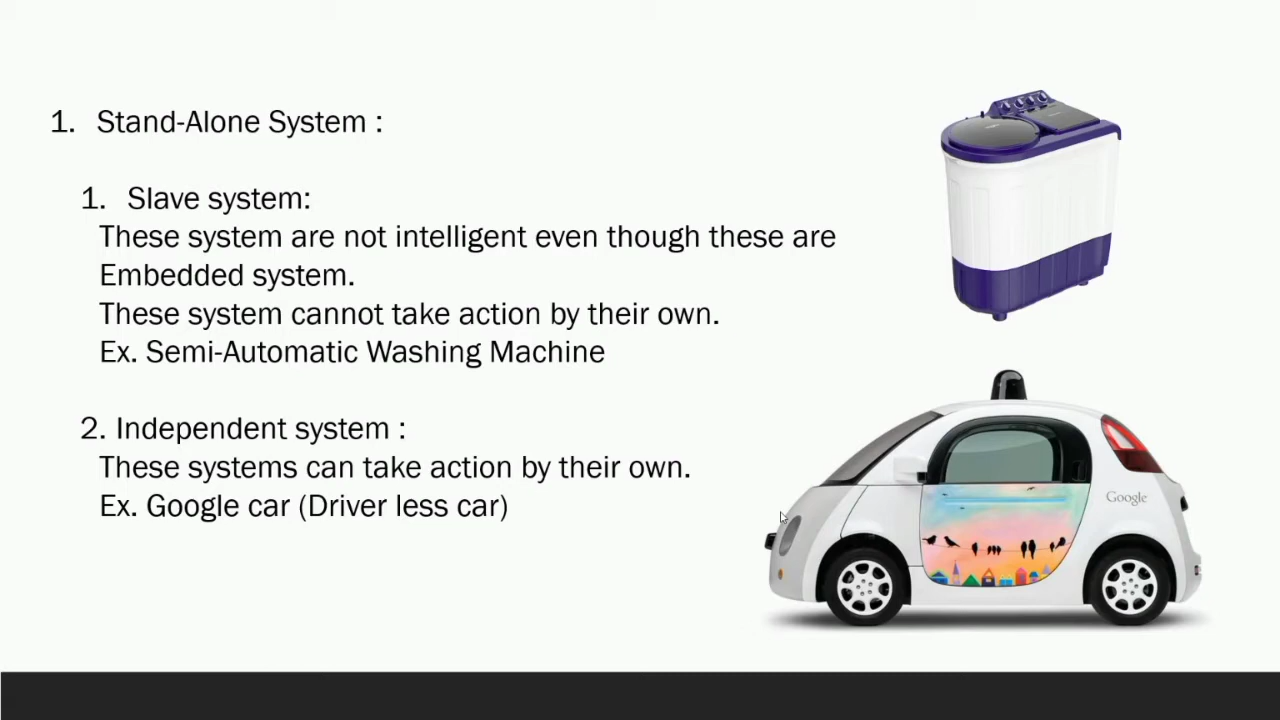 1. Stand-Alone System :
1. Slave system:
These system are not intelligent even though these are
Embedded system.
These system cannot take action by their own.
Ex. Semi-Automatic Washing Machine
2. Independent system :
These systems can take action by their own.
Ex. Google car (Driver less car)
Google